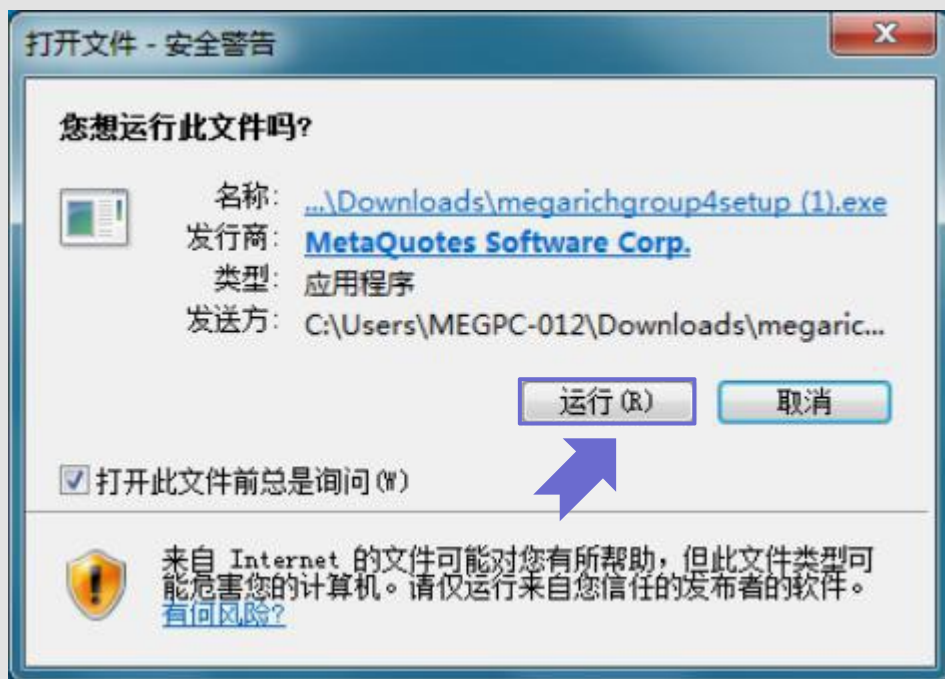 打开文件 - 安全警告
您想运行此文件吗?
名称: ...\Downloads\megarichgroup4setup (1).exe
发行商: MetaQuotes Software Corp.
类型: 应用程序
发送方: C:\Users\MEGPC-012\Downloads\megaric...
运行(R) 取消
打开此文件前总是询问(W)
来自 Internet 的文件可能对您有所帮助，但此文件类型可
能危害您的计算机。请仅运行来自您信任的发布者的软件。
有何风险?